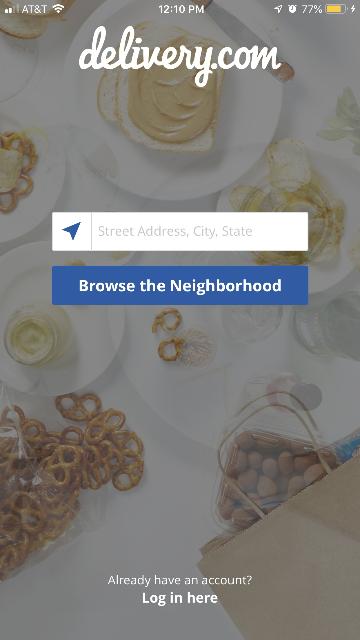 AT&T 12:10 PM 77%
delivery.com
Street Address, City, State
Browse the Neighborhood
Already have an account?
Log in here